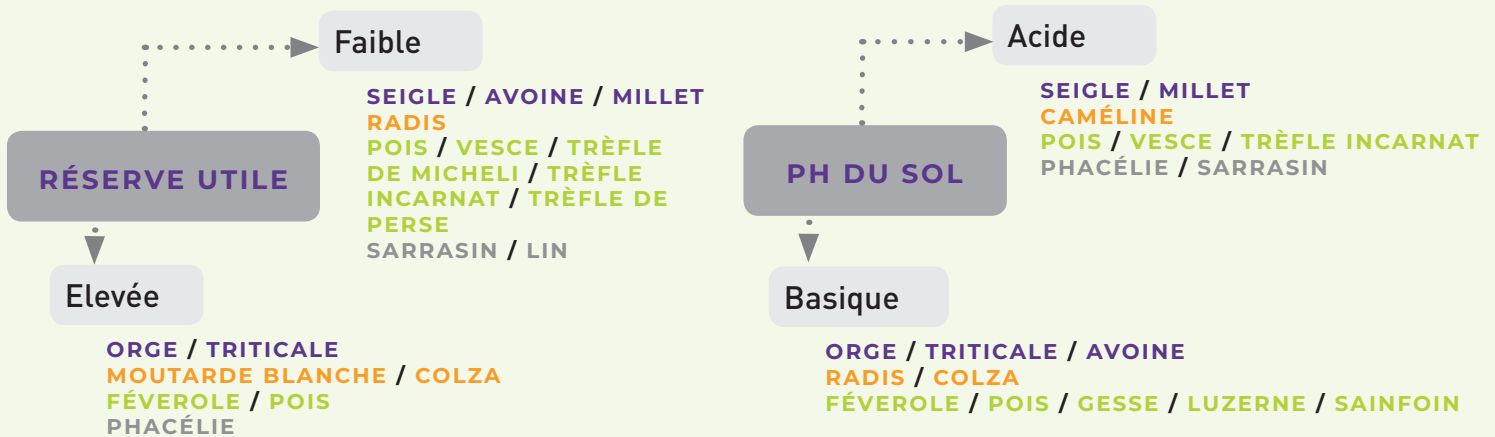 Faible
SEIGLE / AVOINE / MILLET
RADIS
POIS / VESCE / TRÈFLE
DE MICHELI / TRÈFLE
INCARNAT / TRÈFLE DE
PERSE
SARRASIN / LIN
RÉSERVE UTILE
Elevée
ORGE / TRITICALE
MOUTARDE BLANCHE / COLZA
FÉVEROLE / POIS
PHACÉLIE
Acide
SEIGLE / MILLET
CAMÉLINE
POIS / VESCE / TRÈFLE INCARNAT
PHACÉLIE / SARRASIN
PH DU SOL
Basique
ORGE / TRITICALE / AVOINE
RADIS / COLZA
FÉVEROLE / POIS / GESSE / LUZERNE / SAINFOIN